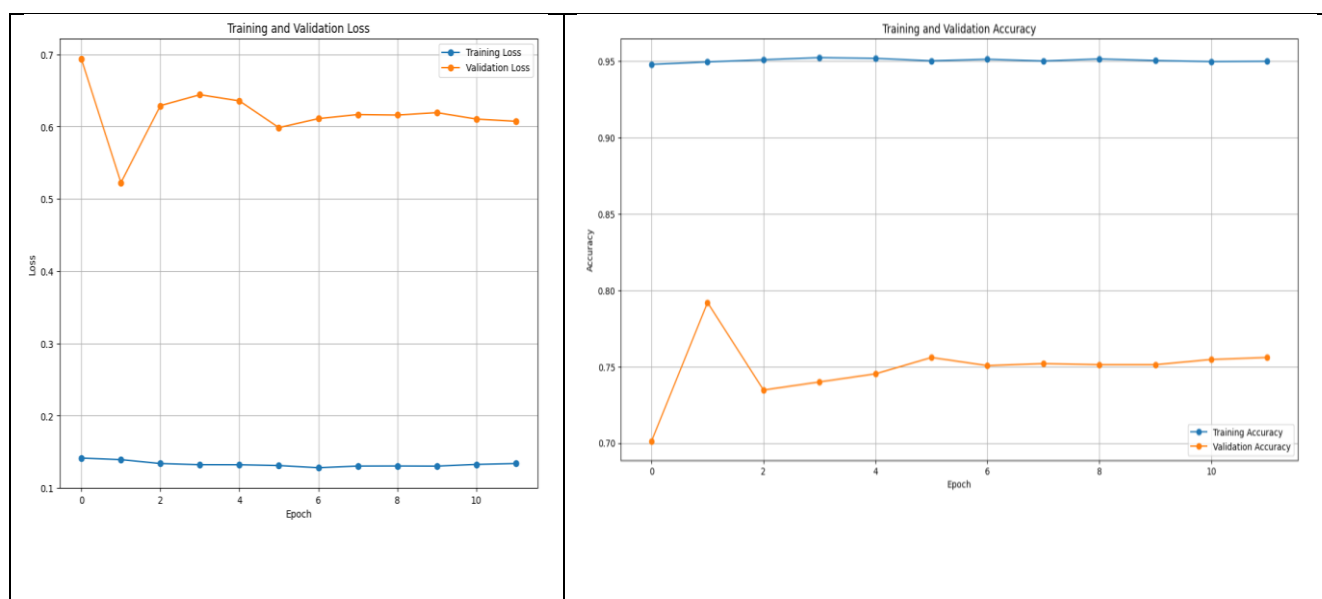 Training and Validation Loss
Training Loss
Validation Loss
0.7
0.6
0.5
0.4
0.3
0.2
0.1
Loss
0 2 4 6 8 10
Epoch
Training and Validation Accuracy
0.95
0.90
0.85
0.80
0.75
0.70
Accuracy
Training Accuracy
Validation Accuracy
0 2 4 6 8 10
Epoch